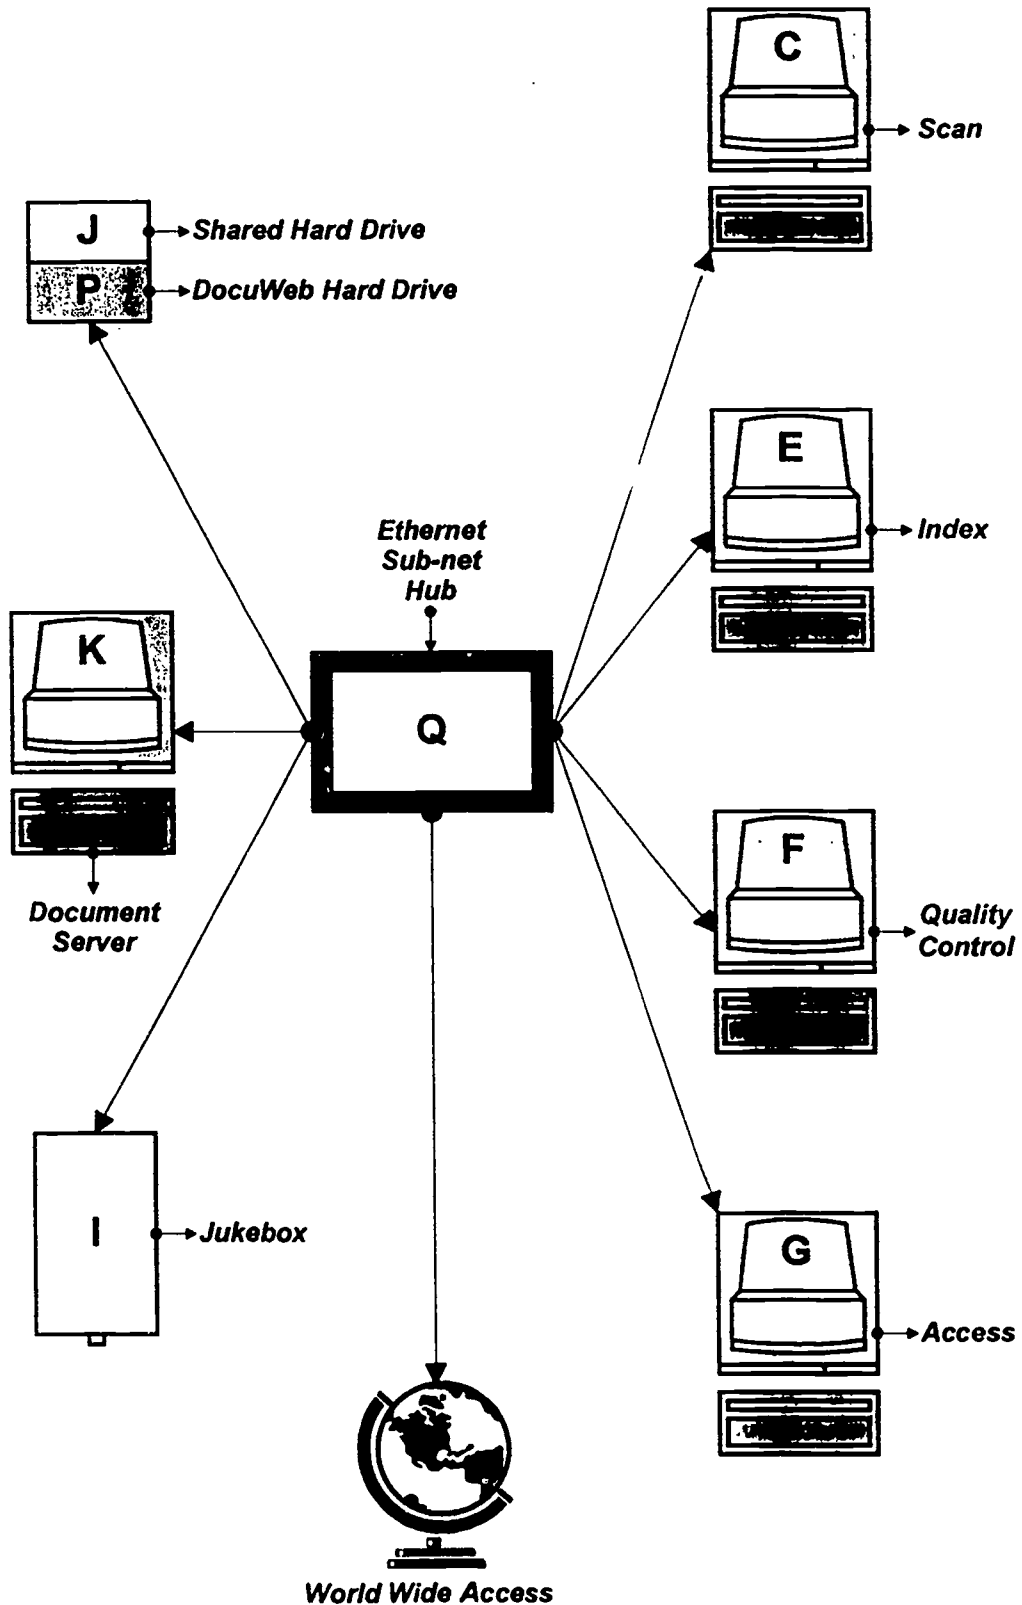 C
Scan
J
Shared Hard Drive
P
DocuWeb Hard Drive
E
Index
Ethernet
Sub-net
Hub
K
Q
Document
Server
F
Quality
Control
I
Jukebox
G
Access
World Wide Access